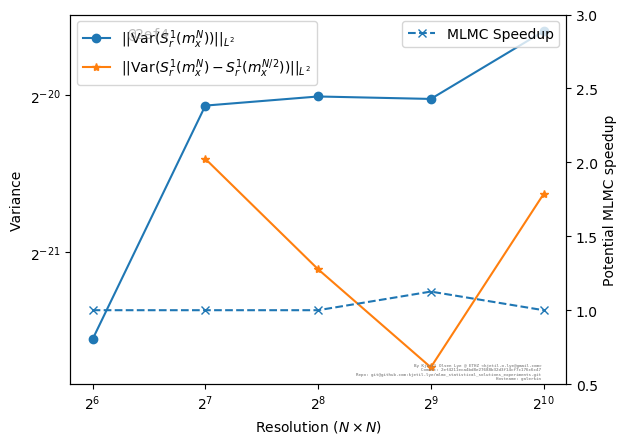 ||Var(S_r^1(m_x^N))||_{L^2}
||Var(S_r^1(m_x^N) − S_r^1(m_x^{N/2}))||_{L^2}
MLMC Speedup
Variance
2^{−20}
2^{−21}
3.0
2.5
2.0
1.5
1.0
0.5
Potential MLMC speedup
2^6
2^7
2^8
2^9
2^{10}
Resolution (N × N)